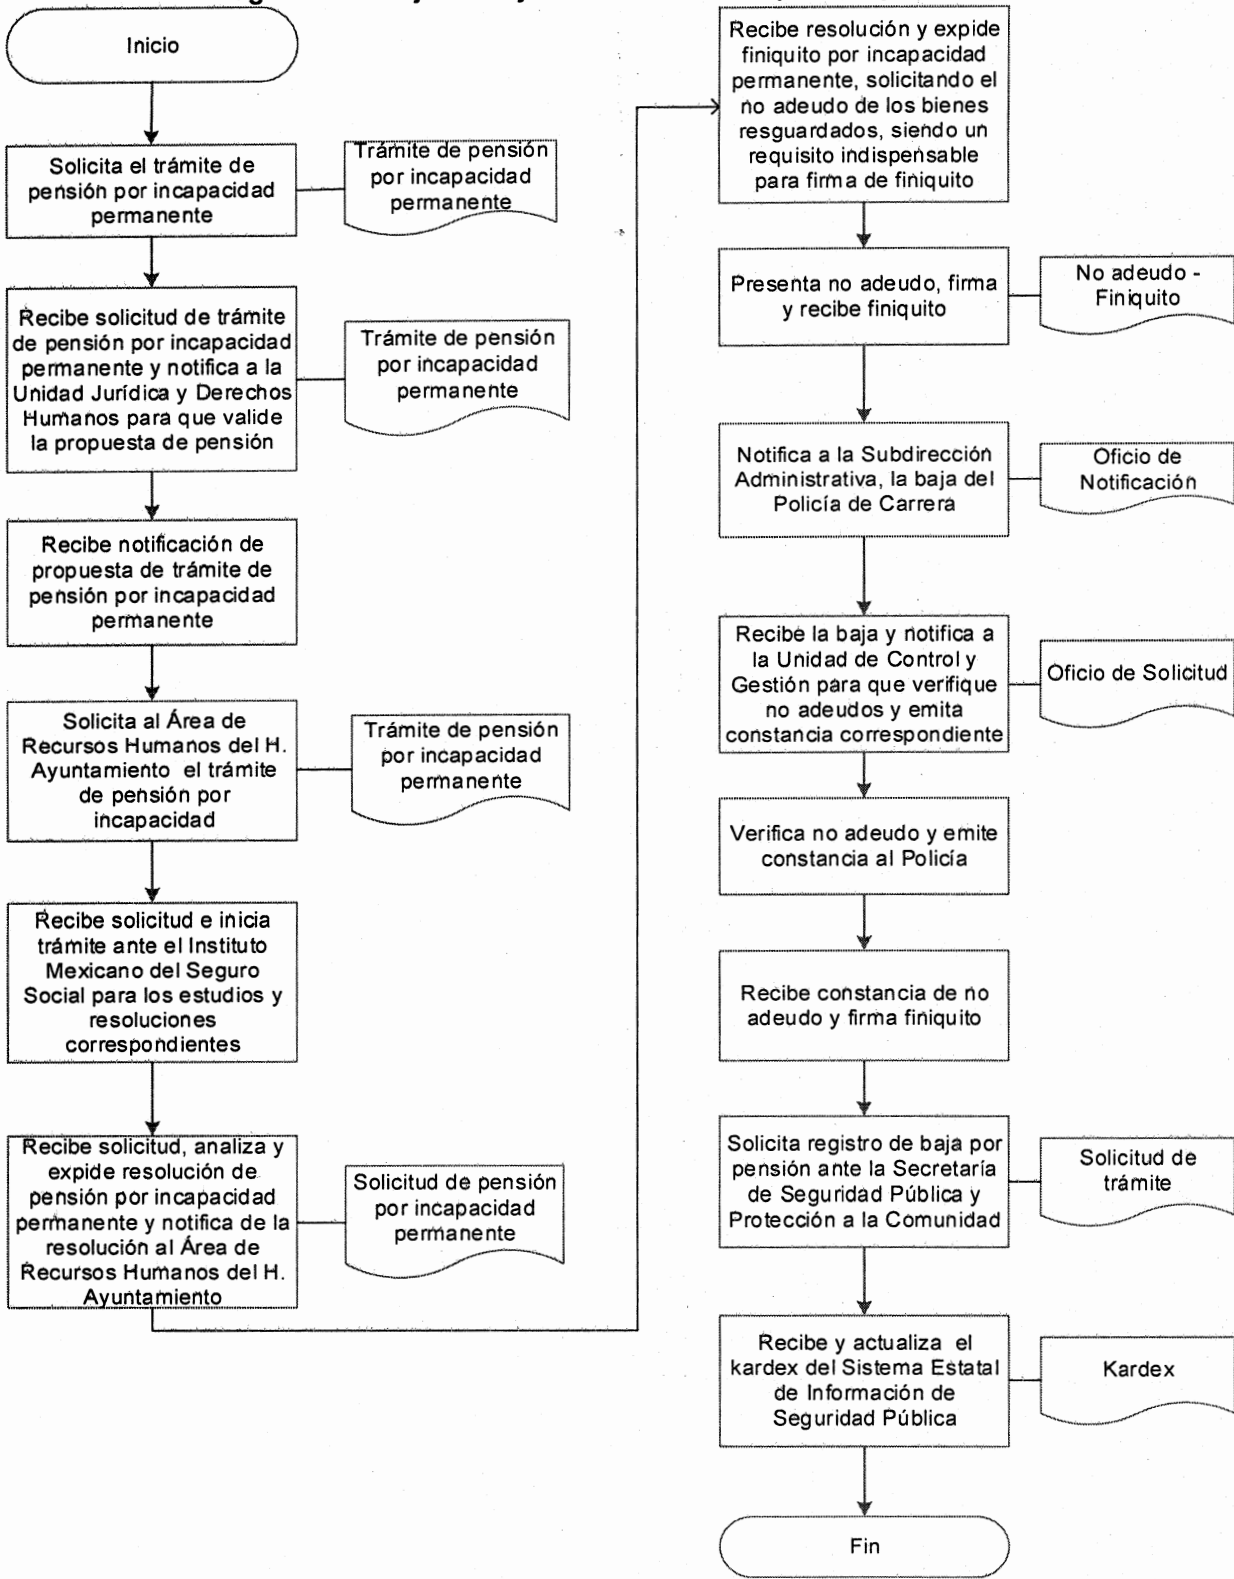 Inicio
Solicita el trámite de
pensión por incapacidad
permanente
Trámite de pensión
por incapacidad
permanente
Recibe solicitud de trámite
de pensión por incapacidad
permanente y notifica a la
Unidad Jurídica y Derechos
Humanos para que valide
la propuesta de pensión
Trámite de pensión
por incapacidad
permanente
Recibe notificación de
propuesta de trámite de
pensión por incapacidad
permanente
Solicita al Área de
Recursos Humanos del H.
Ayuntamiento el trámite
de pensión por
incapacidad
Trámite de pensión
por incapacidad
permanente
Recibe solicitud e inicia
trámite ante el Instituto
Mexicano del Seguro
Social para los estudios y
resoluciones
correspondientes
Recibe solicitud, analiza y
expide resolución de
pensión por incapacidad
permanente y notifica de la
resolución al Área de
Recursos Humanos del H.
Ayuntamiento
Solicitud de pensión
por incapacidad
permanente
Recibe resolución y expide
finiquito por incapacidad
permanente, solicitando el
no adeudo de los bienes
resguardados, siendo un
requisito indispensable
para firma de finiquito
Presenta no adeudo, firma
y recibe finiquito
No adeudo -
Finiquito
Notifica a la Subdirección
Administrativa, la baja del
Policía de Carrera
Oficio de
Notificación
Recibe la baja y notifica a
la Unidad de Control y
Gestión para que verifique
no adeudos y emita
constancia correspondiente
Oficio de Solicitud
Verifica no adeudo y emite
constancia al Policía
Recibe constancia de no
adeudo y firma finiquito
Solicita registro de baja por
pensión ante la Secretaría
de Seguridad Pública y
Protección a la Comunidad
Solicitud de
trámite
Recibe y actualiza el
kardex del Sistema Estatal
de Información de
Seguridad Pública
Kardex
Fin